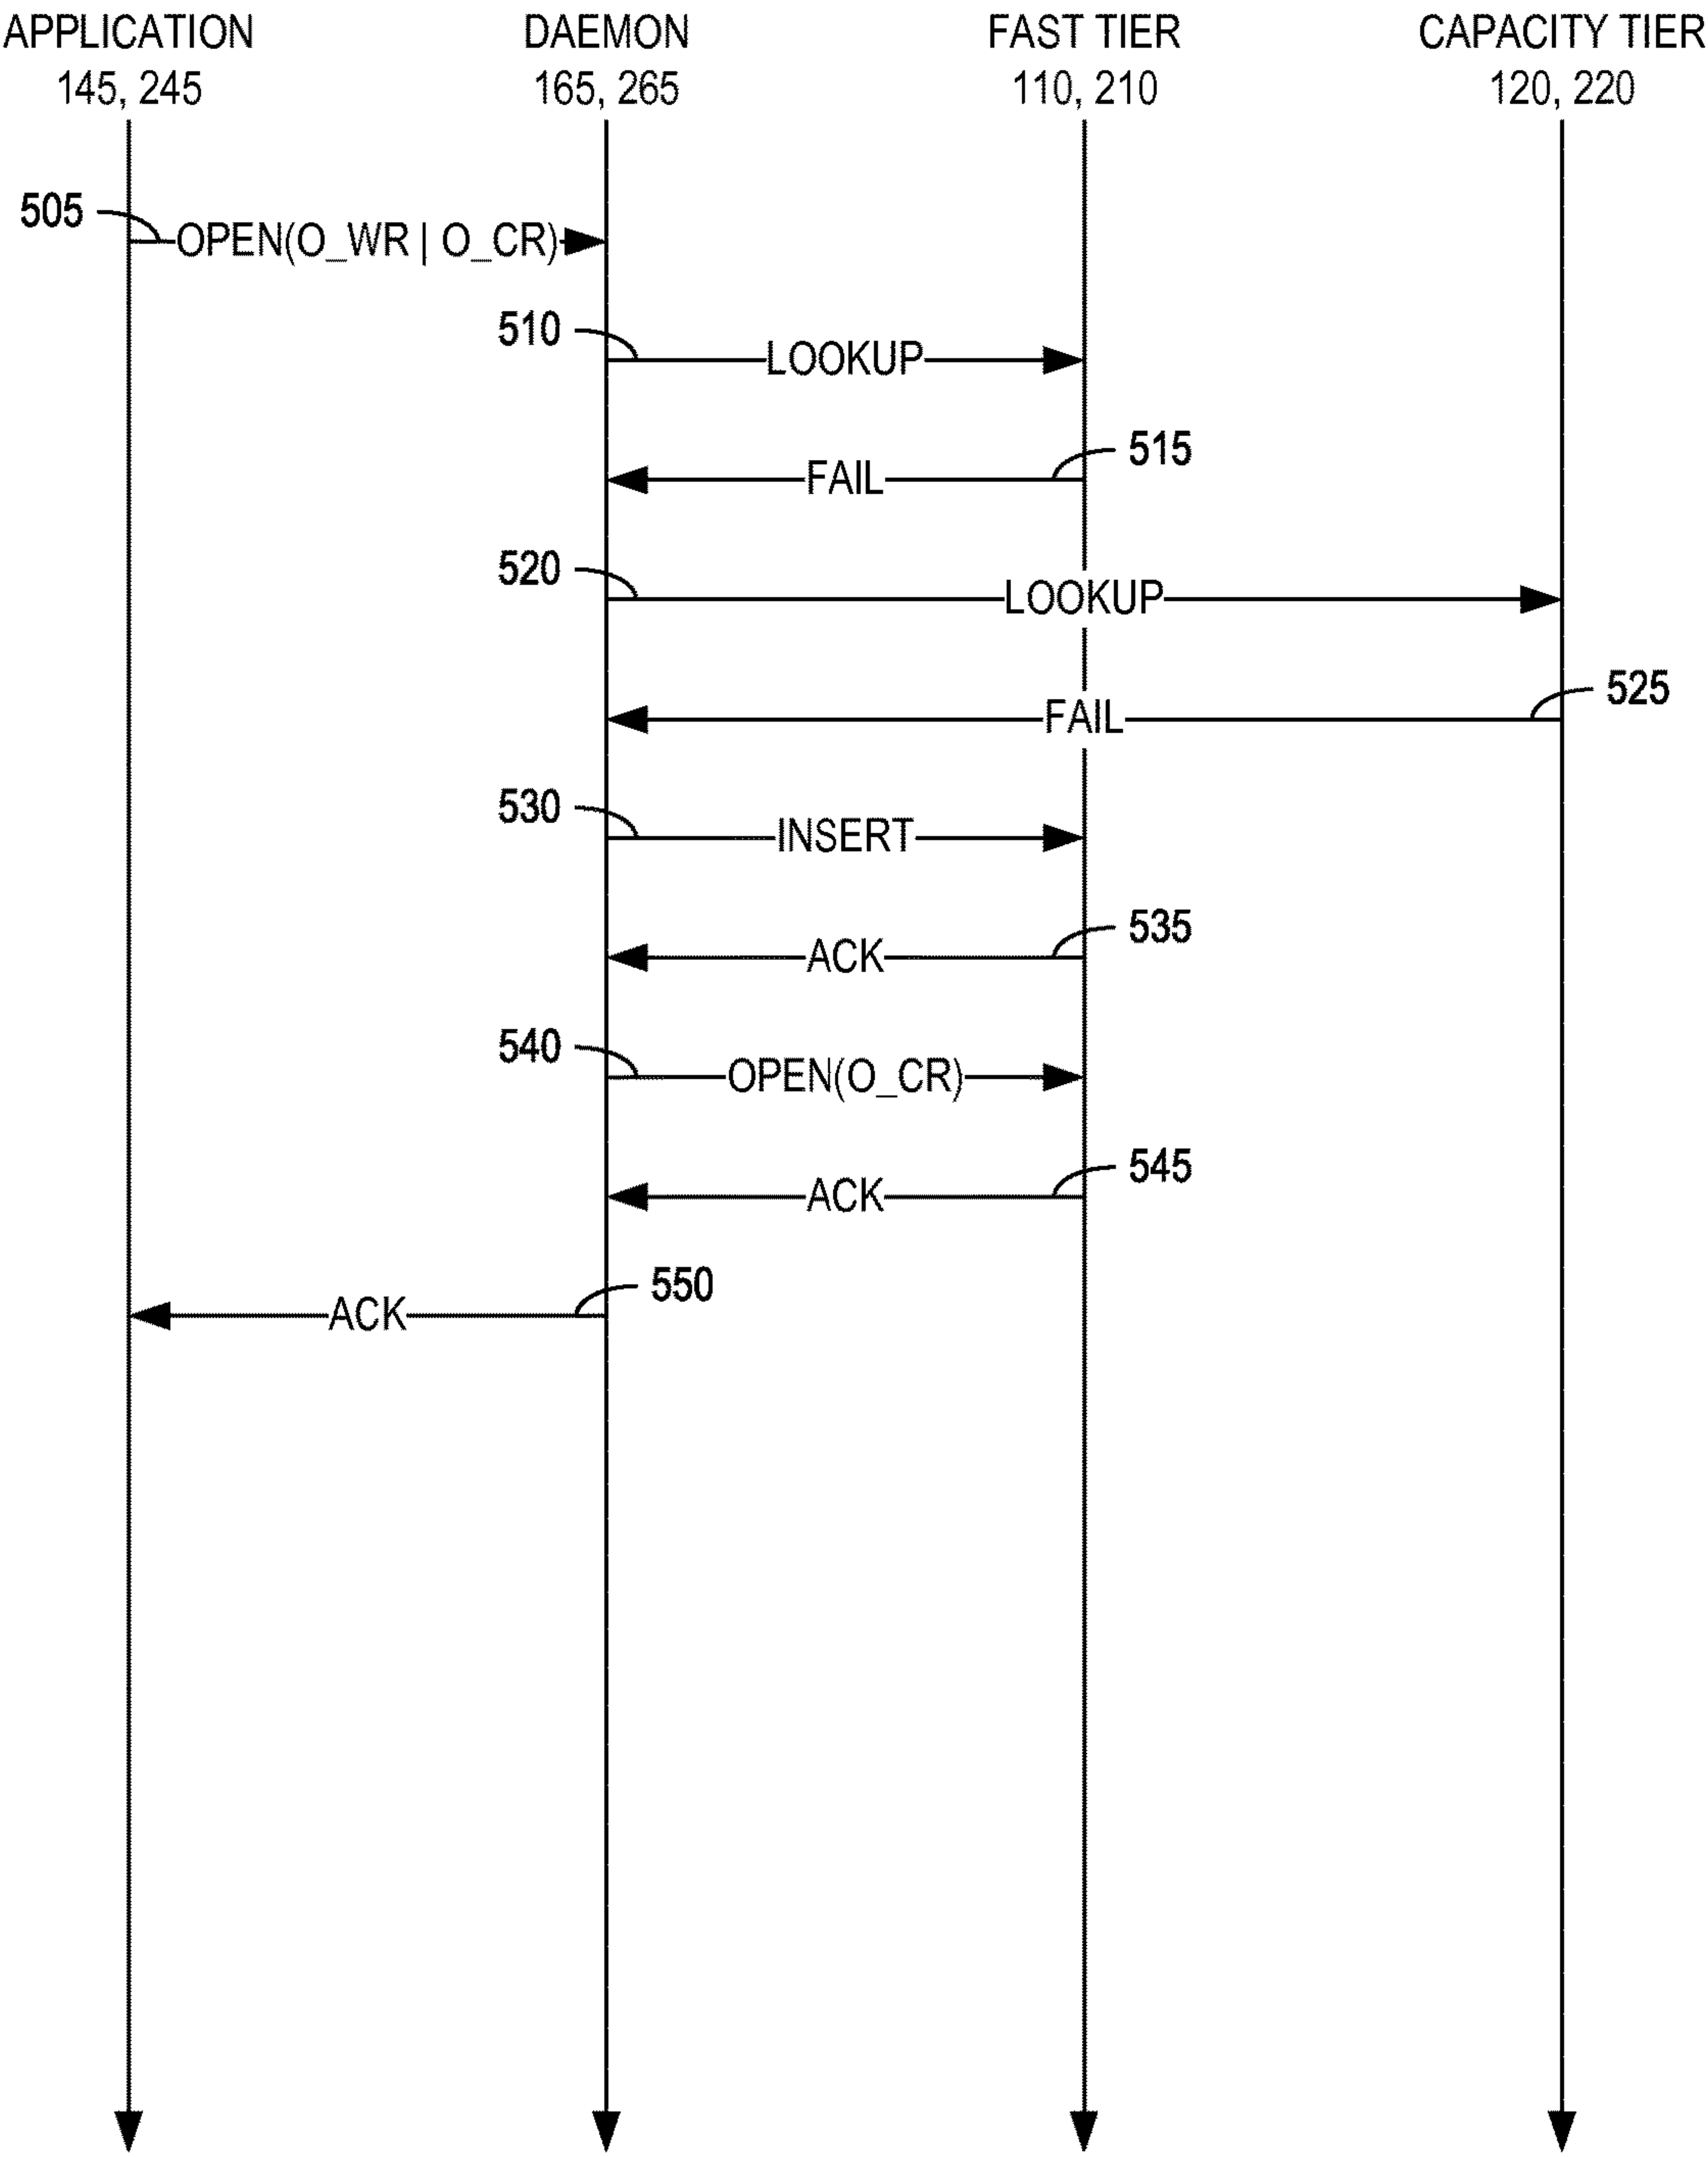 APPLICATION DAEMON FAST TIER CAPACITY TIER
145, 245 165, 265 110, 210 120, 220
505
OPEN(O_WR | O_CR)
510
LOOKUP
515
FAIL
520
LOOKUP
525
FAIL
530
INSERT
535
ACK
540
OPEN(O_CR)
545
ACK
550
ACK